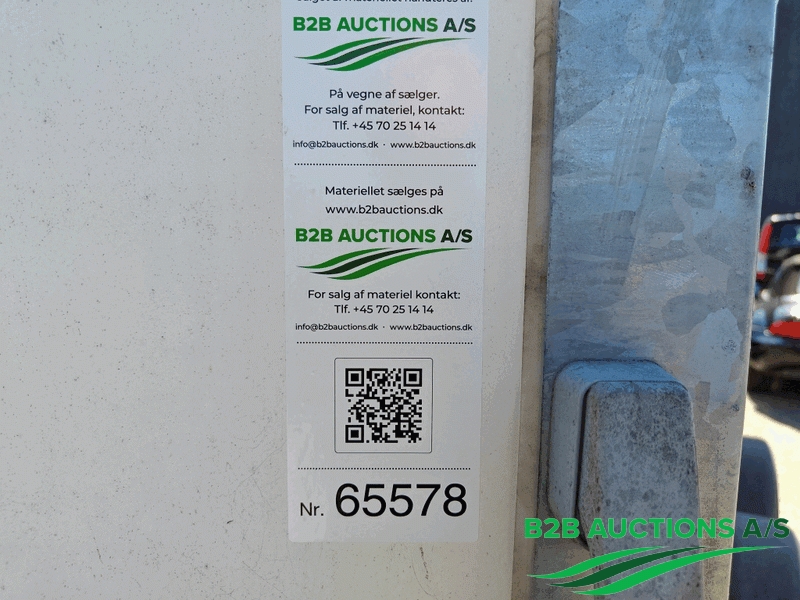 B2B AUCTIONS A/S
På vegne af sælger.
For salg af materiel, kontakt:
Tlf. +45 70 25 14 14
info@b2bauctions.dk · www.b2bauctions.dk
Materiellet sælges på
www.b2bauctions.dk
B2B AUCTIONS A/S
For salg af materiel kontakt:
Tlf. +45 70 25 14 14
info@b2bauctions.dk · www.b2bauctions.dk
Nr. 65578
B2B AUCTIONS A/S